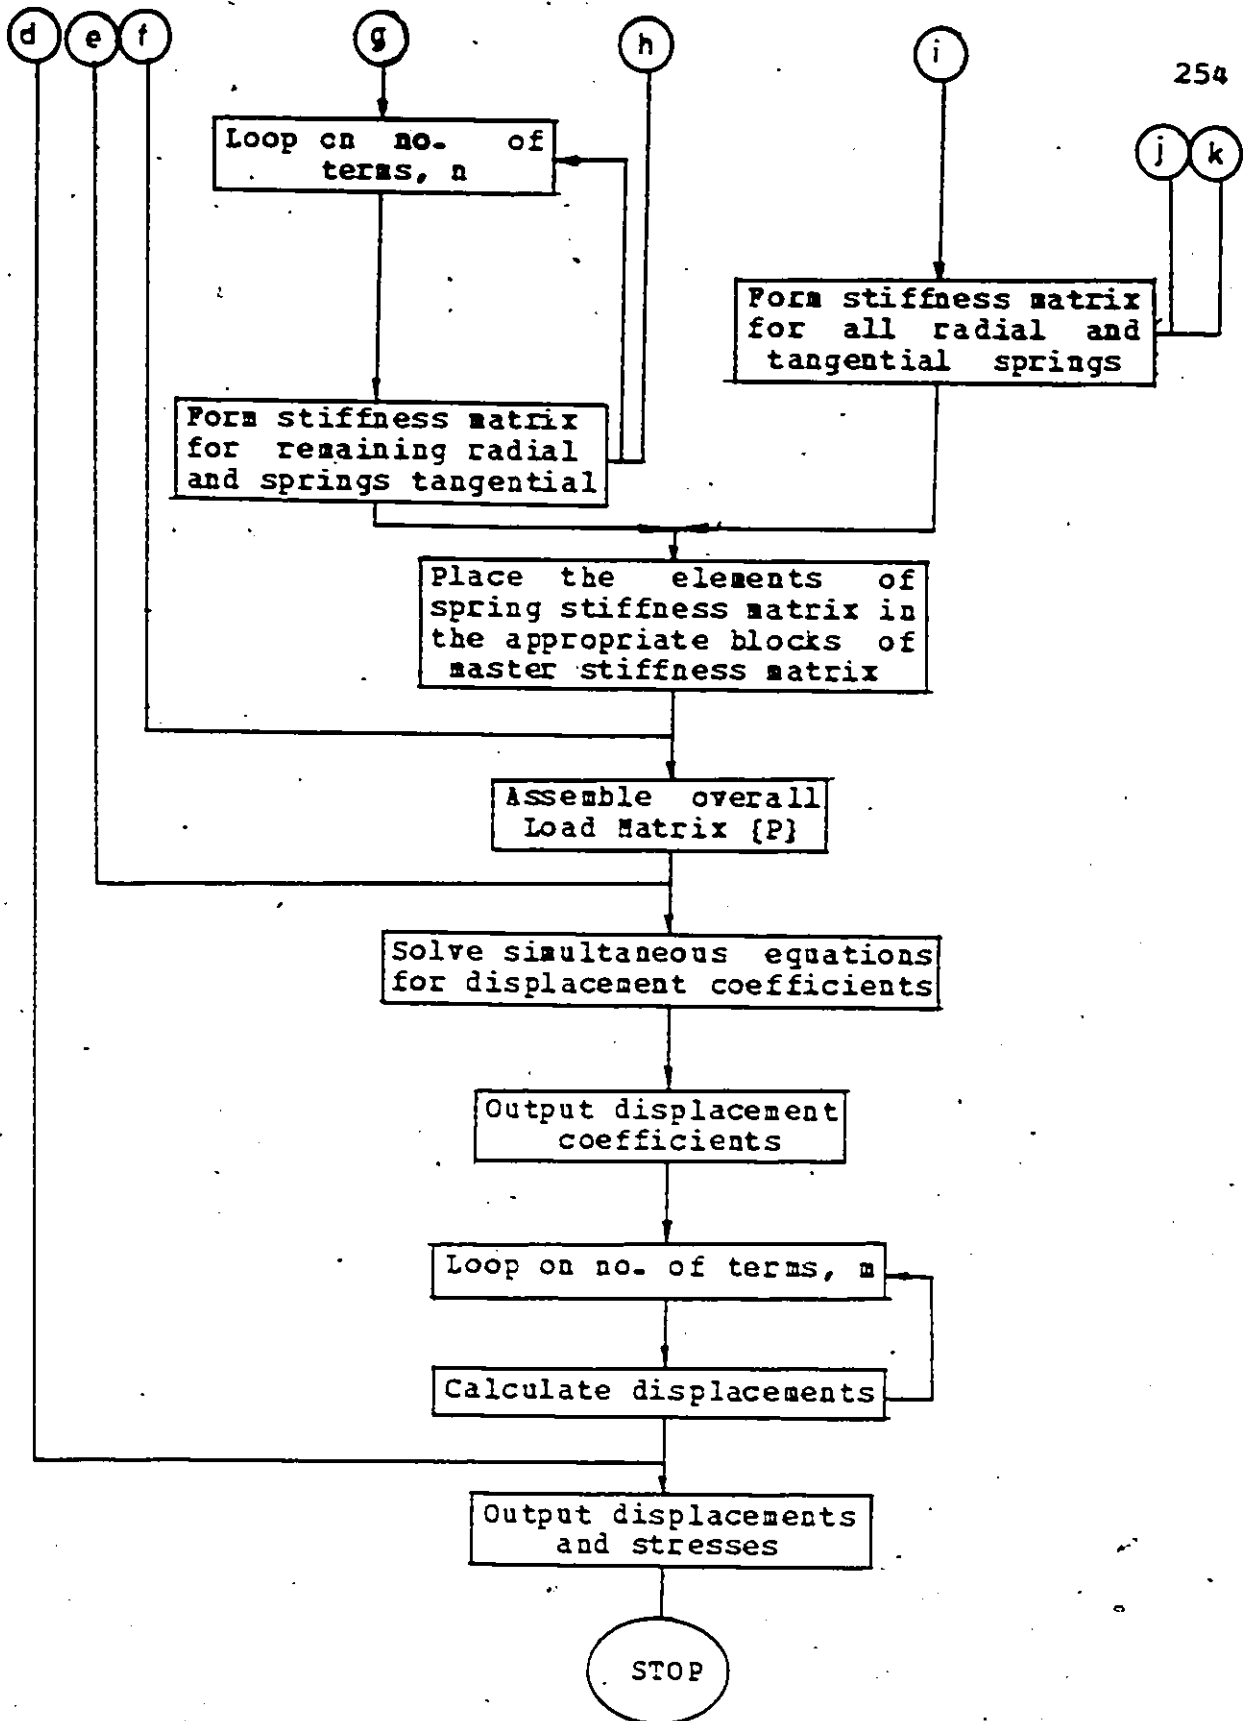 d e f g h i
254
j k
Loop on no. of
terms, n
Form stiffness matrix
for all radial and
tangential springs
Form stiffness matrix
for remaining radial
and springs tangential
Place the elements of
spring stiffness matrix in
the appropriate blocks of
master stiffness matrix
Assemble overall
Load Matrix {P}
Solve simultaneous equations
for displacement coefficients
Output displacement
coefficients
Loop on no. of terms, m
Calculate displacements
Output displacements
and stresses
STOP